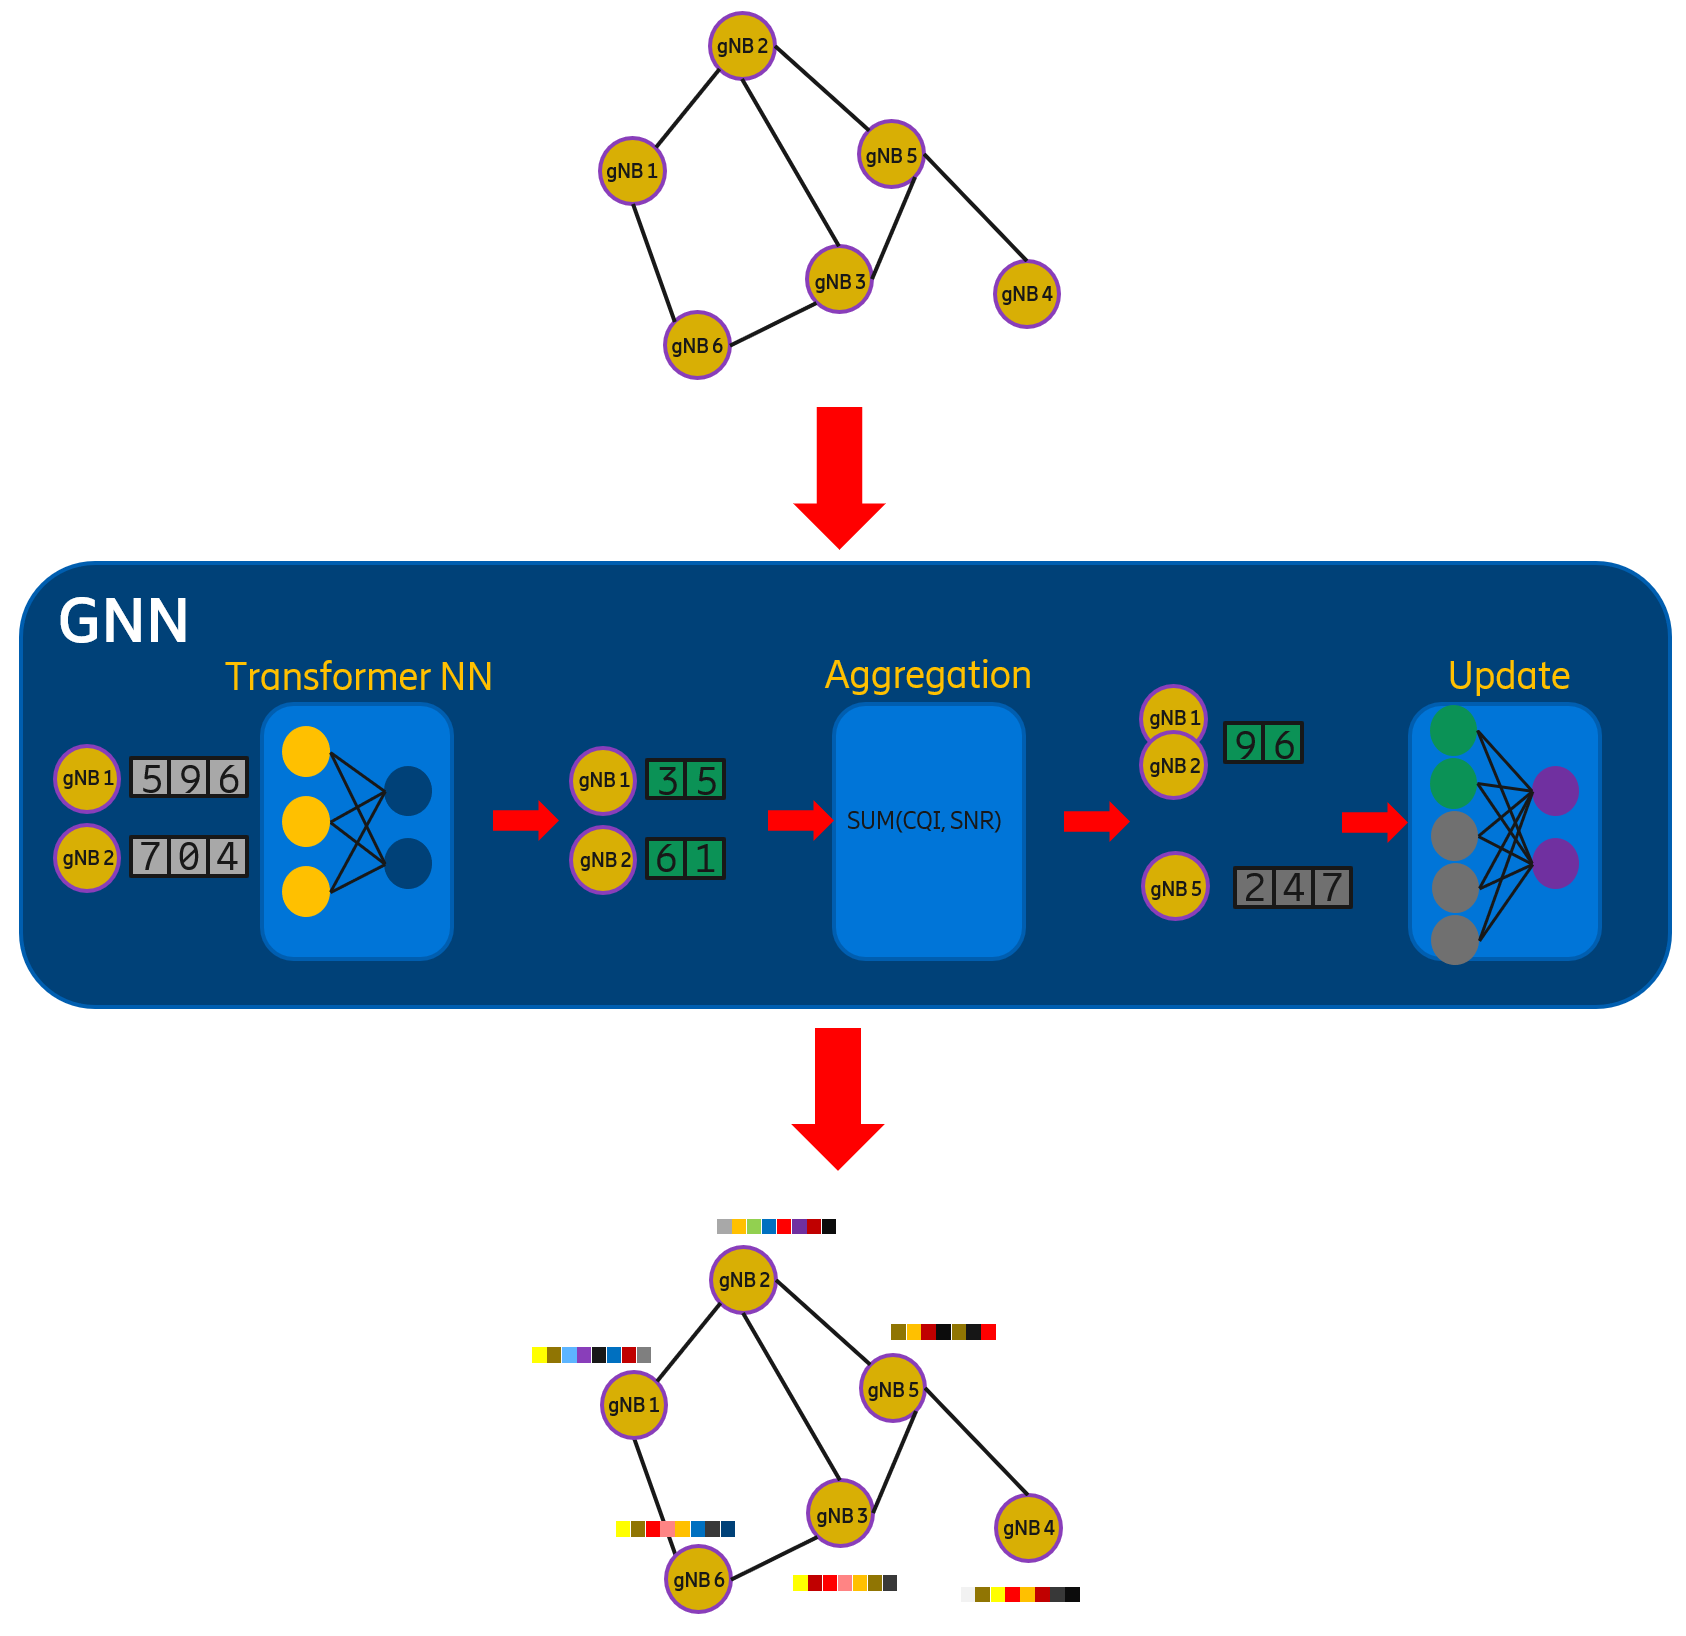 gNB 2
gNB 5
gNB 1
gNB 3
gNB 4
gNB 6
GNN
Transformer NN
Aggregation
Update
gNB 1
5 9 6
gNB 2
7 0 4
gNB 1
3 5
gNB 2
6 1
SUM(CQI, SNR)
gNB 1
gNB 2
9 6
gNB 5
2 4 7
gNB 2
gNB 5
gNB 1
gNB 3
gNB 4
gNB 6